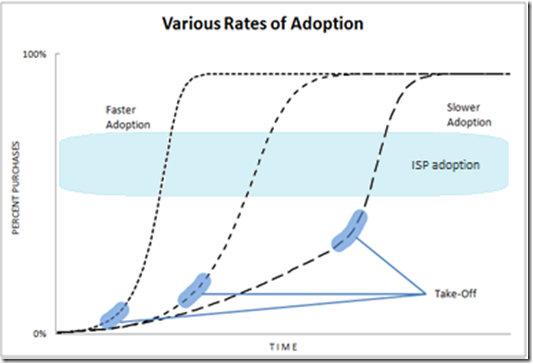 Various Rates of Adoption
100%
Faster
Adoption
Slower
Adoption
ISP adoption
PERCENT PURCHASES
Take-Off
0%
TIME